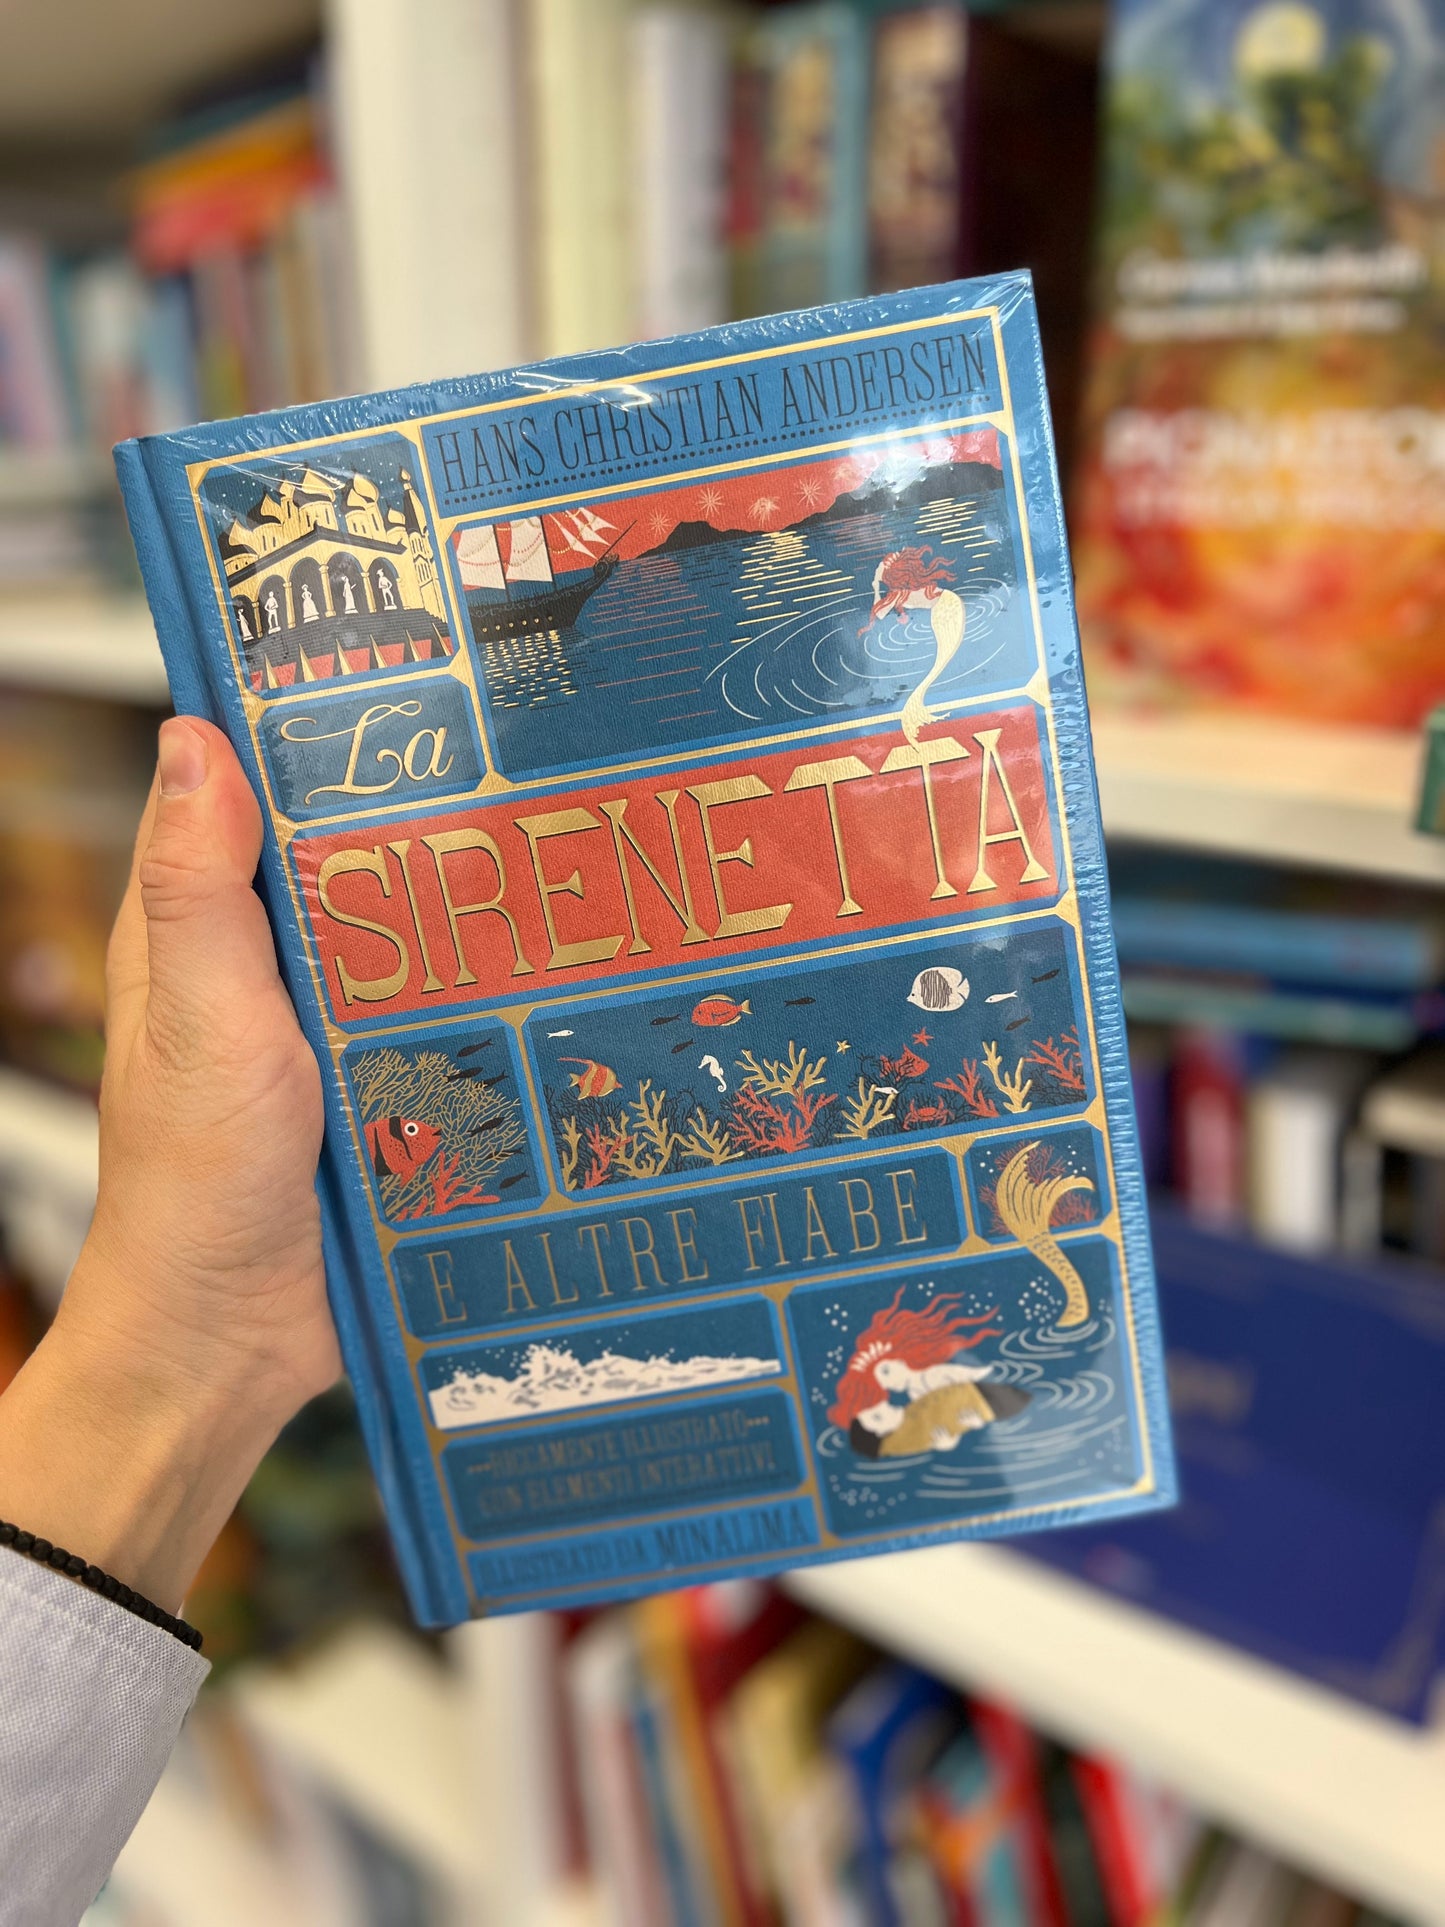 HANS CHRISTIAN ANDERSEN
La
SIRENETTA
E ALTRE FIABE
RICCAMENTE ILLUSTRATO
CON ELEMENTI INTERATTIVI
ILLUSTRATO DA MINALIMA